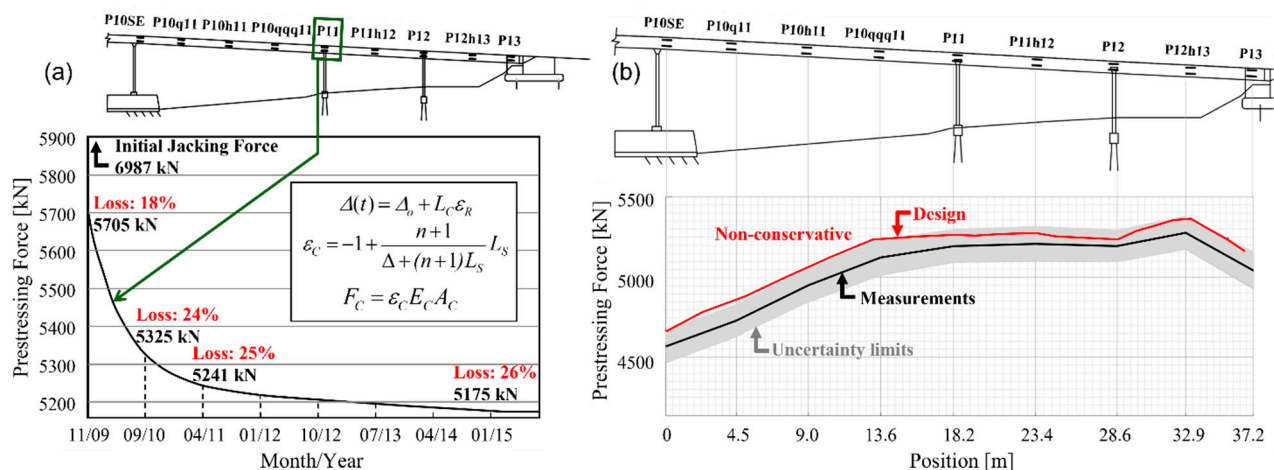 P10SE P10q11 P10h11 P10qqq11 P11 P11h12 P12 P12h13 P13
(a)
5900
5800
5700
5600
5500
5400
5300
5200
Prestressing Force [kN]
Initial Jacking Force
6987 kN
Loss: 18%
5705 kN
Δ(t) = Δo + LCεR
εC = −1 + (n+1)/(Δ + (n+1)LS) LS
FC = εC EC AC
Loss: 24%
5325 kN
Loss: 25%
5241 kN
Loss: 26%
5175 kN
11/09 09/10 04/11 01/12 10/12 07/13 04/14 01/15
Month/Year
P10SE P10q11 P10h11 P10qqq11 P11 P11h12 P12 P12h13 P13
(b)
5500
5000
4500
Prestressing Force [kN]
Design
Non-conservative
Measurements
Uncertainty limits
0 4.5 9.0 13.6 18.2 23.4 28.6 32.9 37.2
Position [m]